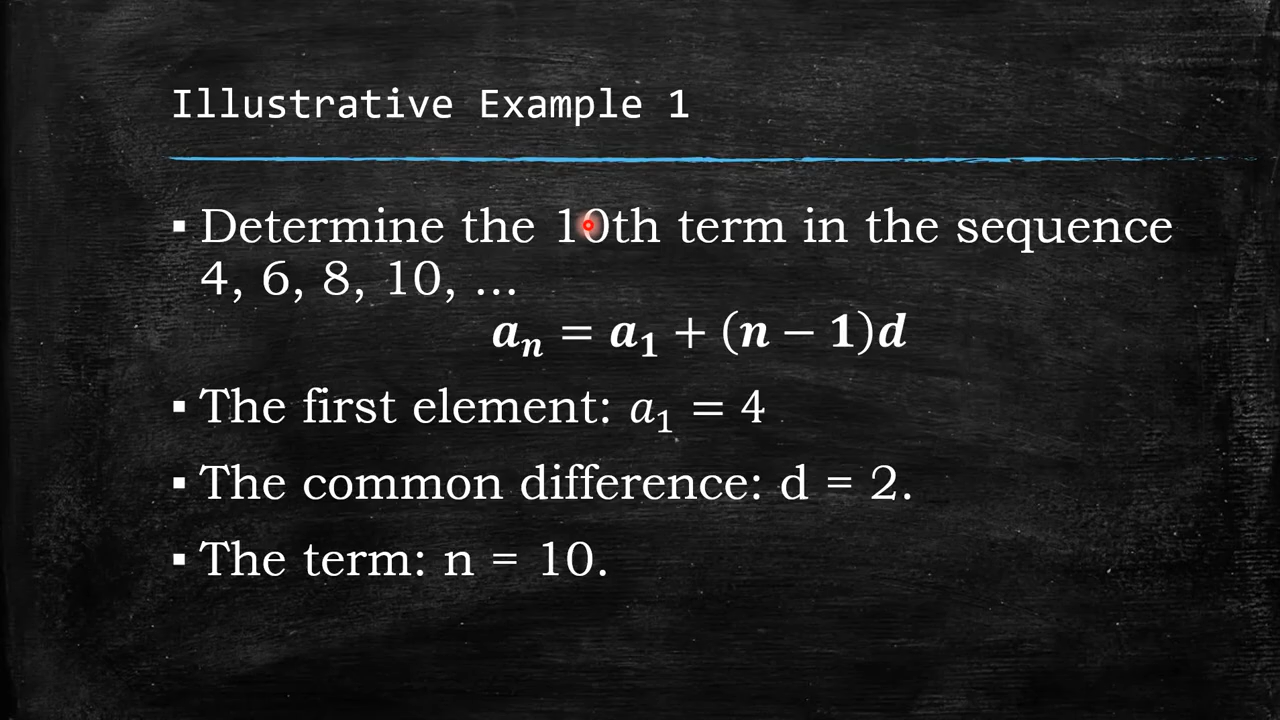 Illustrative Example 1
▪ Determine the 10th term in the sequence
4, 6, 8, 10, …
aₙ = a₁ + (n − 1)d
▪ The first element: a₁ = 4
▪ The common difference: d = 2.
▪ The term: n = 10.